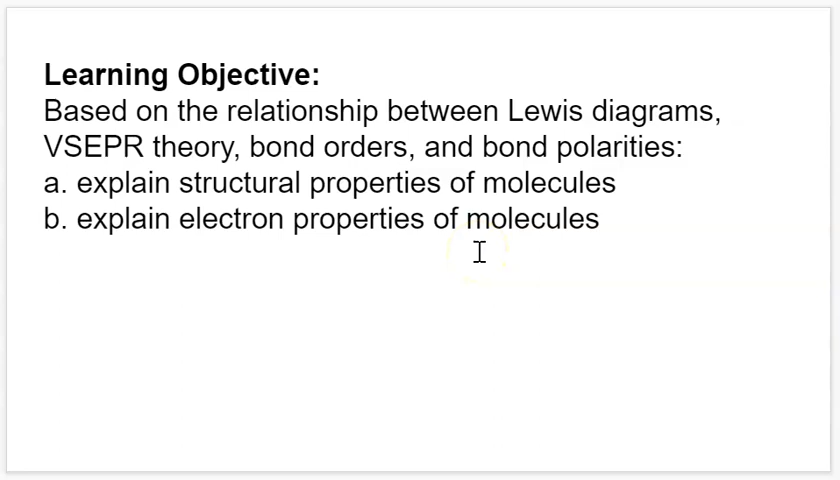 Learning Objective:
Based on the relationship between Lewis diagrams,
VSEPR theory, bond orders, and bond polarities:
a. explain structural properties of molecules
b. explain electron properties of molecules